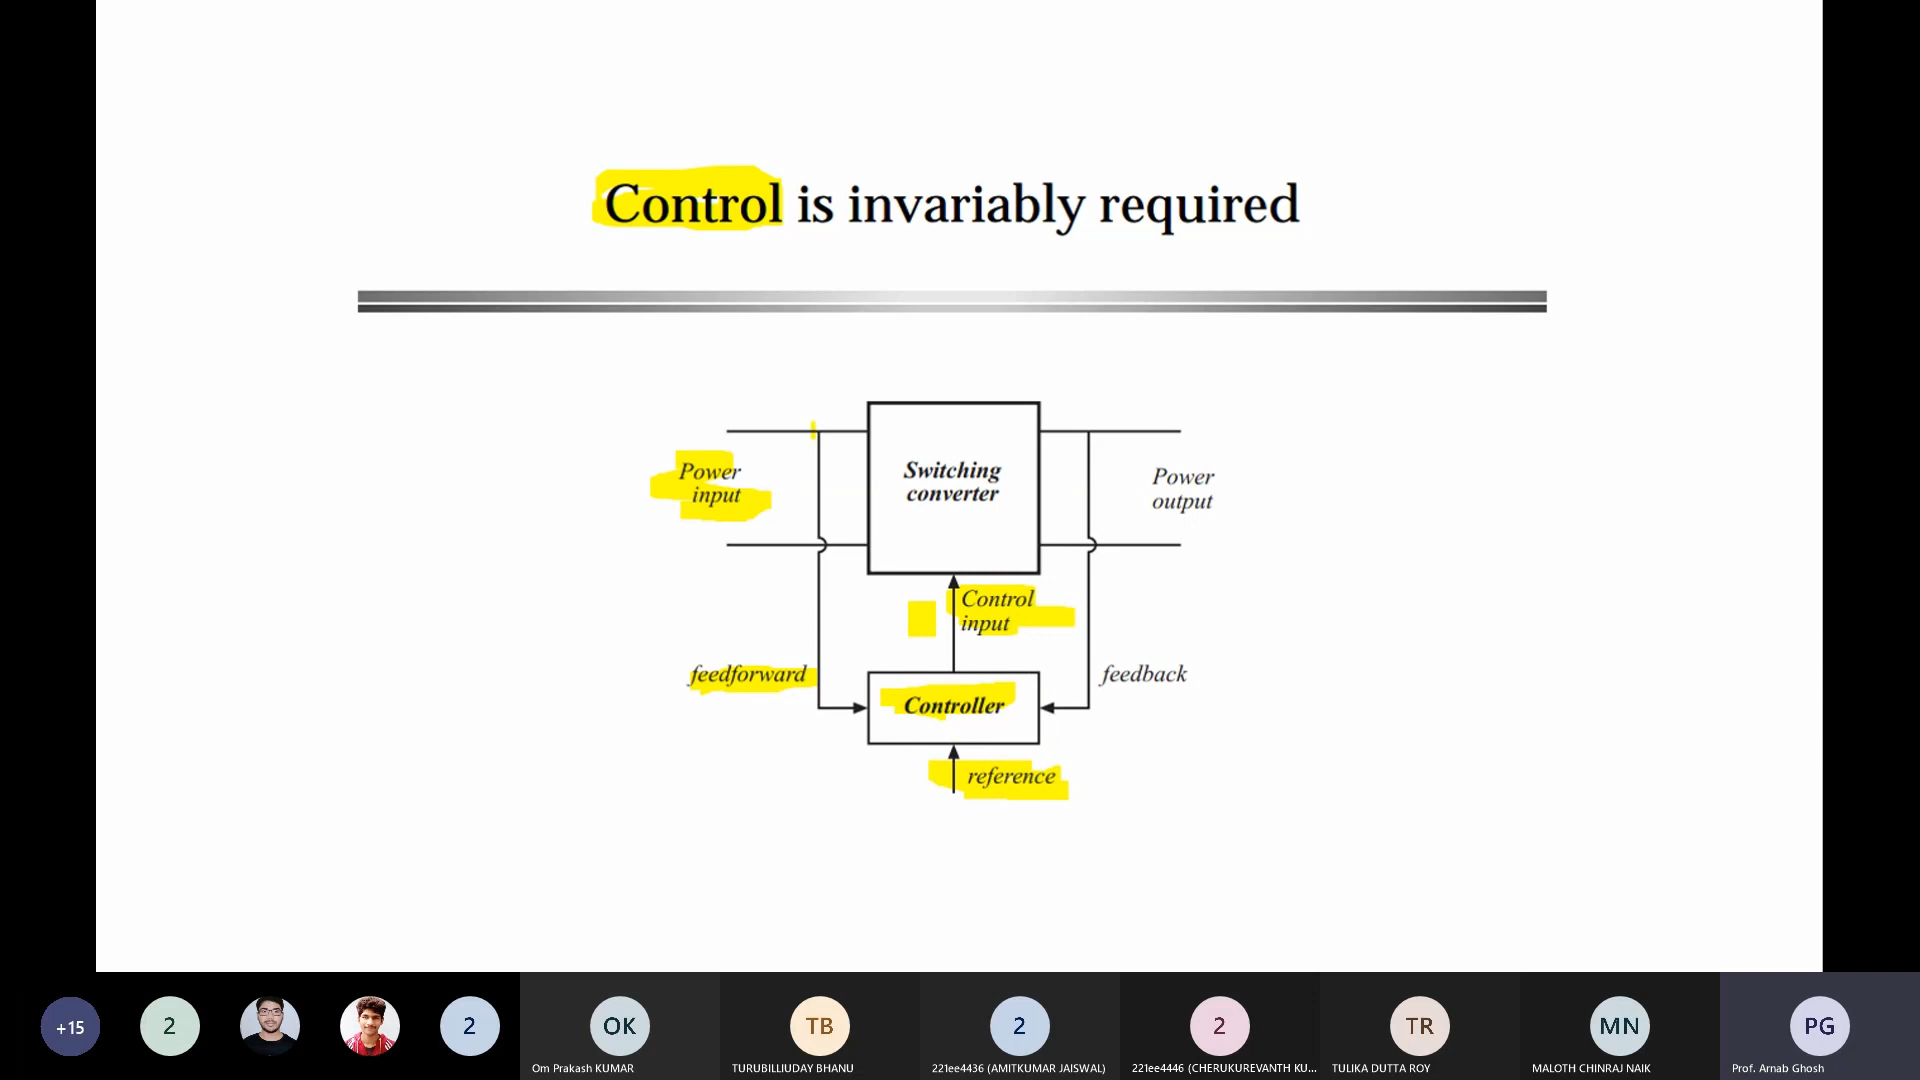 Control is invariably required
Power
input
Switching
converter
Power
output
Control
input
feedforward
feedback
Controller
reference
+15
2
2
OK
TB
2
2
TR
MN
PG
Om Prakash KUMAR
TURUBILLIUDAY BHANU
221ee4436 (AMITKUMAR JAISWAL)
221ee4446 (CHERUKUREVANTH KU...
TULIKA DUTTA ROY
MALOTH CHINRAJ NAIK
Prof. Arnab Ghosh